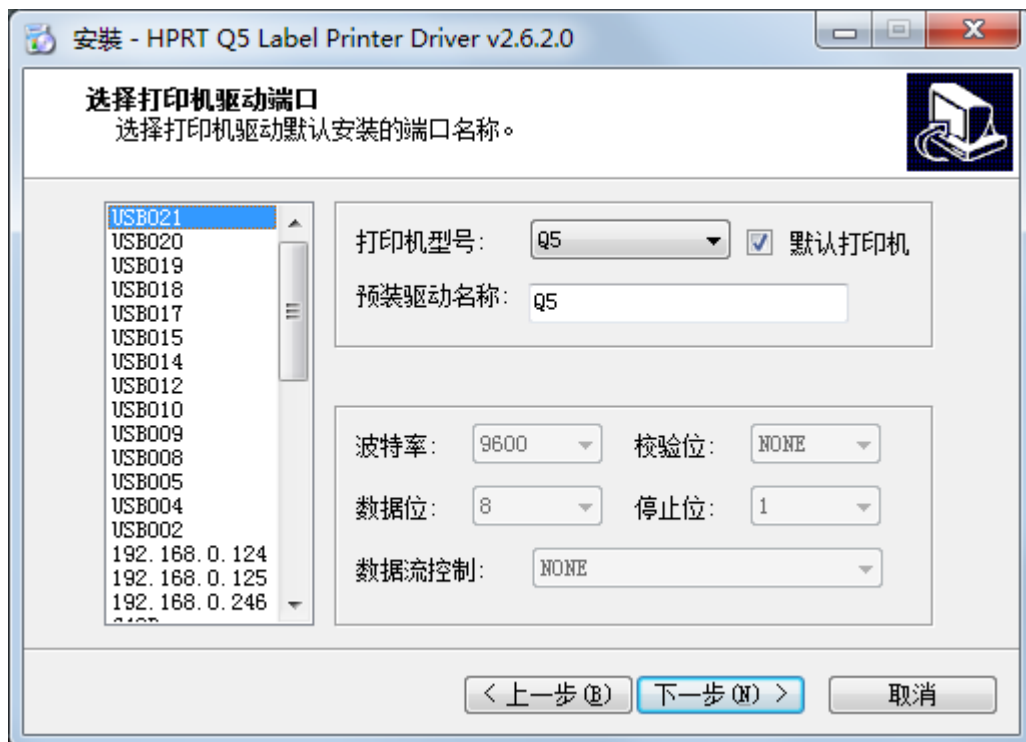 安裝 - HPRT Q5 Label Printer Driver v2.6.2.0
选择打印机驱动端口
选择打印机驱动默认安装的端口名称。
USB021
USB020
USB019
USB018
USB017
USB015
USB014
USB012
USB010
USB009
USB008
USB005
USB004
USB002
192.168.0.124
192.168.0.125
192.168.0.246
打印机型号: Q5 默认打印机
预装驱动名称: Q5
波特率: 9600 校验位: NONE
数据位: 8 停止位: 1
数据流控制: NONE
< 上一步(B) 下一步(N) > 取消